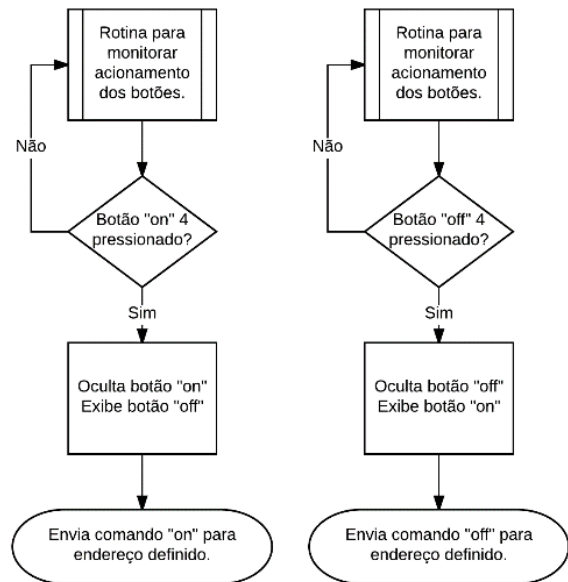 Rotina para
monitorar
acionamento
dos botões.
Não
Botão "on" 4
pressionado?
Sim
Oculta botão "on"
Exibe botão "off"
Envia comando "on" para
endereço definido.
Rotina para
monitorar
acionamento
dos botões.
Não
Botão "off" 4
pressionado?
Sim
Oculta botão "off"
Exibe botão "on"
Envia comando "off" para
endereço definido.